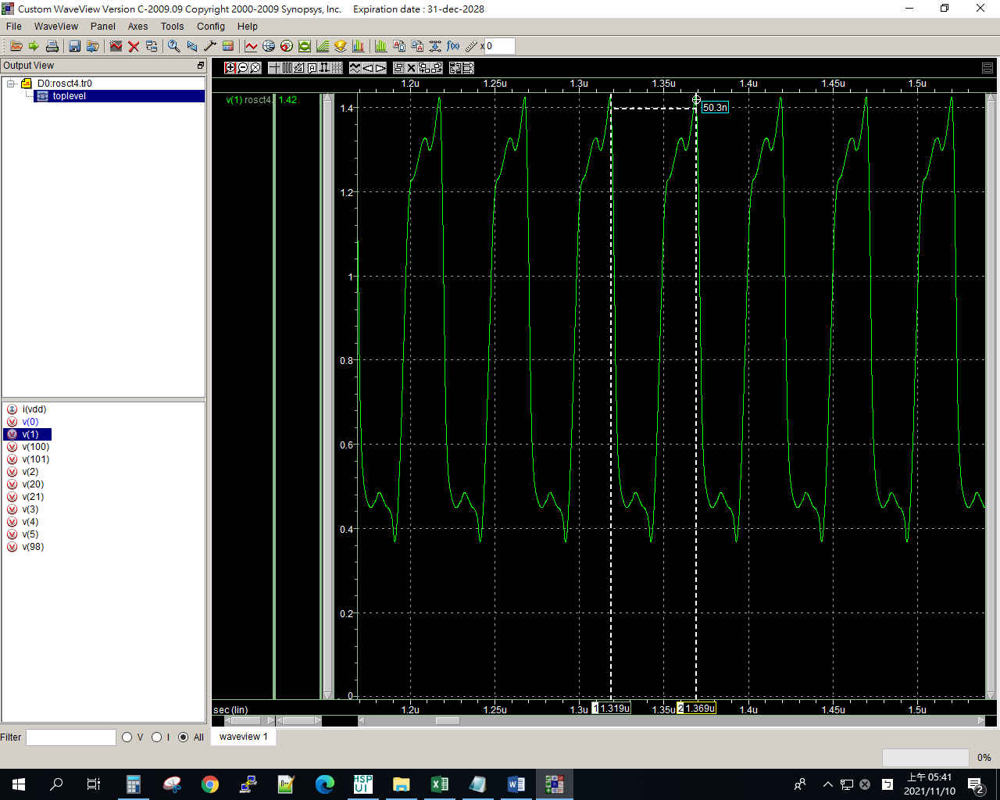 Custom WaveView Version C-2009.09 Copyright 2000-2009 Synopsys, Inc.    Expiration date : 31-dec-2028
File WaveView Panel Axes Tools Config Help
f(x) x 0
Output View
D0:rosct4.tr0
toplevel
1.2u 1.25u 1.3u 1.35u 1.4u 1.45u 1.5u
v(1) rosct4. 1.42
50.3n
1.4
1.2
1
0.8
0.6
0.4
0.2
0
i(vdd)
v(0)
v(1)
v(100)
v(101)
v(2)
v(20)
v(21)
v(3)
v(4)
v(5)
v(98)
sec (lin) 1.2u 1.25u 1.3u 1 1.319u 1.35u 2 1.369u 1.4u 1.45u 1.5u
Filter V I All
waveview 1
0%
HSP UI
上午 05:41
2021/11/10
2